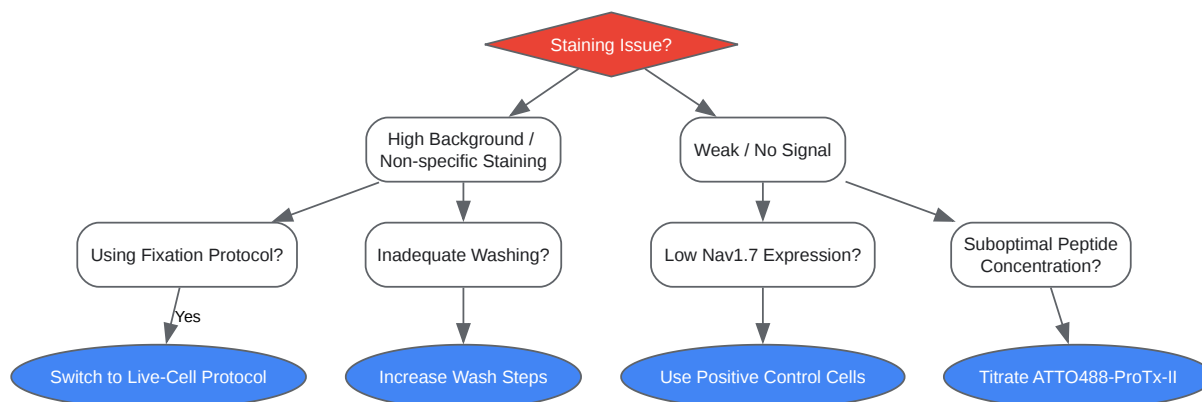 Staining Issue?
High Background /
Non-specific Staining
Weak / No Signal
Using Fixation Protocol?
Inadequate Washing?
Low Nav1.7 Expression?
Suboptimal Peptide
Concentration?
Yes
Switch to Live-Cell Protocol
Increase Wash Steps
Use Positive Control Cells
Titrate ATTO488-ProTx-II